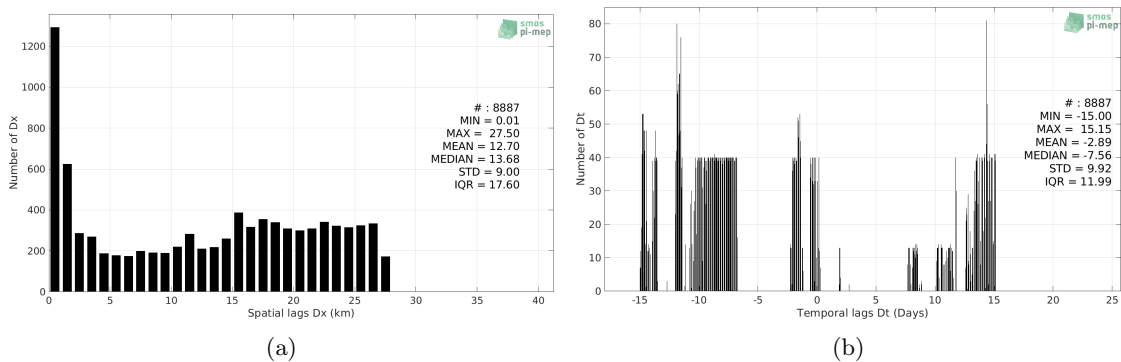 smos
pi-mep
Number of Dx
1200
1000
800
600
400
200
0
# : 8887
MIN = 0.01
MAX = 27.50
MEAN = 12.70
MEDIAN = 13.68
STD = 9.00
IQR = 17.60
0 5 10 15 20 25 30 35 40
Spatial lags Dx (km)
(a)
smos
pi-mep
Number of Dt
80
70
60
50
40
30
20
10
0
# : 8887
MIN = -15.00
MAX = 15.15
MEAN = -2.89
MEDIAN = -7.56
STD = 9.92
IQR = 11.99
-15 -10 -5 0 5 10 15 20 25
Temporal lags Dt (Days)
(b)